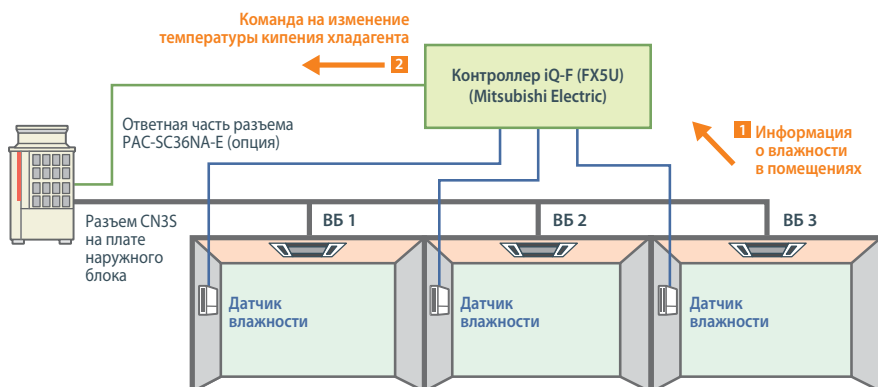 Команда на изменение
температуры кипения хладагента
2
Контроллер iQ-F (FX5U)
(Mitsubishi Electric)
Ответная часть разъема
PAC-SC36NA-E (опция)
1 Информация
о влажности
в помещениях
Разъем CN3S
на плате
наружного
блока
ВБ 1
ВБ 2
ВБ 3
Датчик
влажности
Датчик
влажности
Датчик
влажности